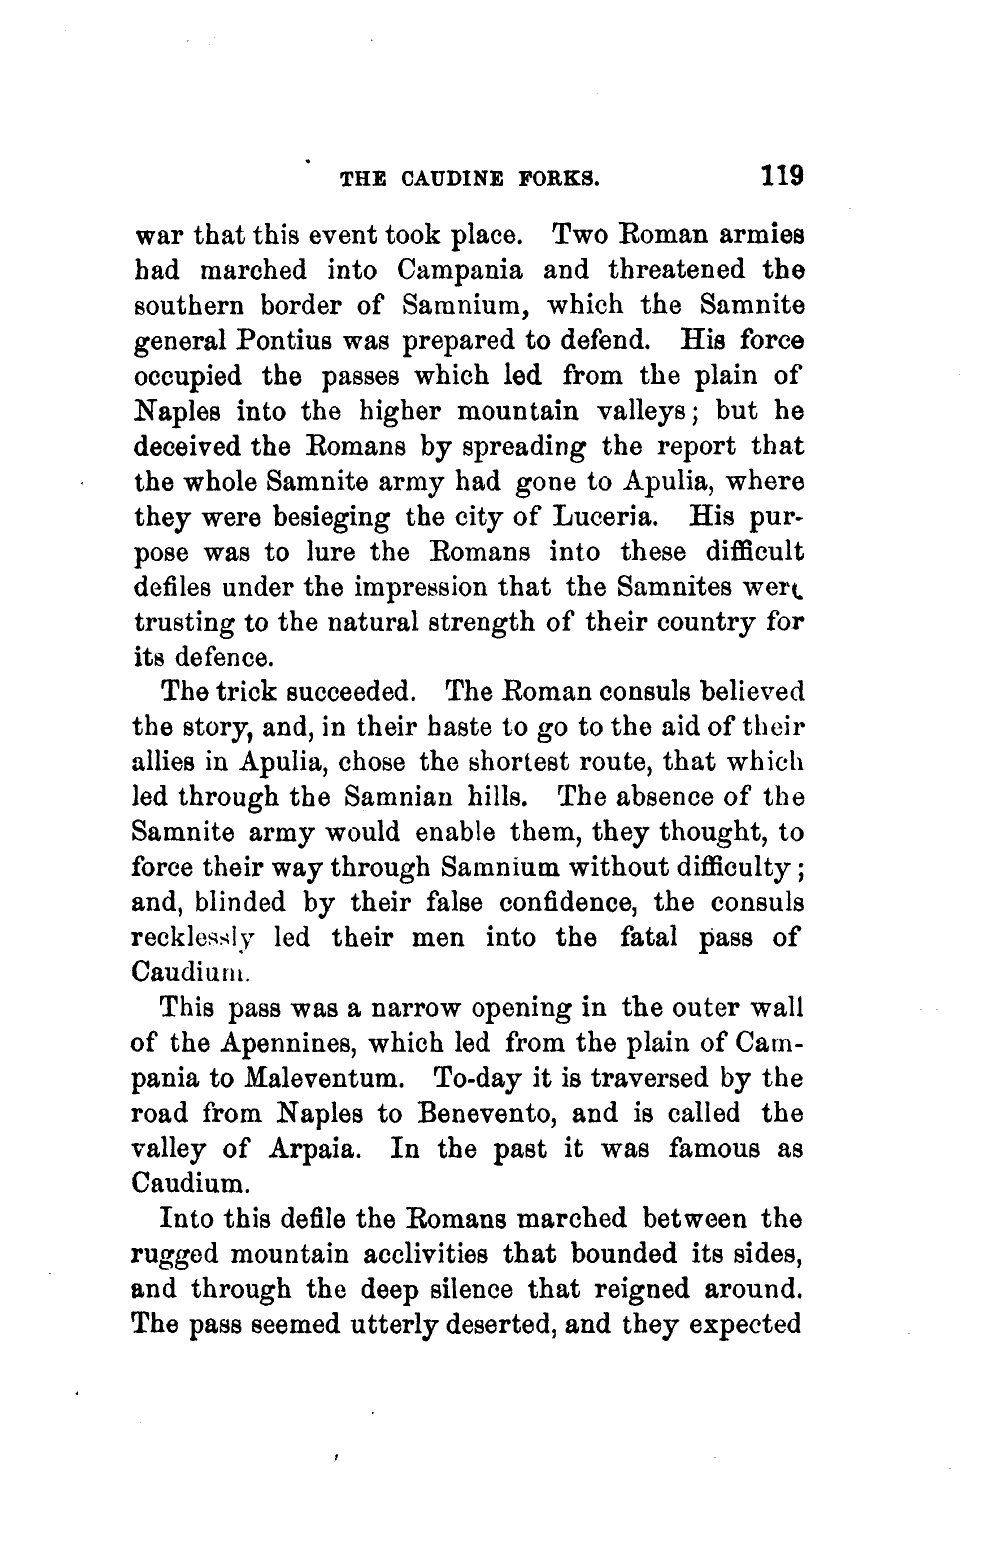 THE CAUDINE FORKS. 119
war that this event took place. Two Roman armies
had marched into Campania and threatened the
southern border of Samnium, which the Samnite
general Pontius was prepared to defend. His force
occupied the passes which led from the plain of
Naples into the higher mountain valleys; but he
deceived the Romans by spreading the report that
the whole Samnite army had gone to Apulia, where
they were besieging the city of Luceria. His pur-
pose was to lure the Romans into these difficult
defiles under the impression that the Samnites were
trusting to the natural strength of their country for
its defence.
The trick succeeded. The Roman consuls believed
the story, and, in their haste to go to the aid of their
allies in Apulia, chose the shortest route, that which
led through the Samnian hills. The absence of the
Samnite army would enable them, they thought, to
force their way through Samnium without difficulty;
and, blinded by their false confidence, the consuls
recklessly led their men into the fatal pass of
Caudium.
This pass was a narrow opening in the outer wall
of the Apennines, which led from the plain of Cam-
pania to Maleventum. To-day it is traversed by the
road from Naples to Benevento, and is called the
valley of Arpaia. In the past it was famous as
Caudium.
Into this defile the Romans marched between the
rugged mountain acclivities that bounded its sides,
and through the deep silence that reigned around.
The pass seemed utterly deserted, and they expected